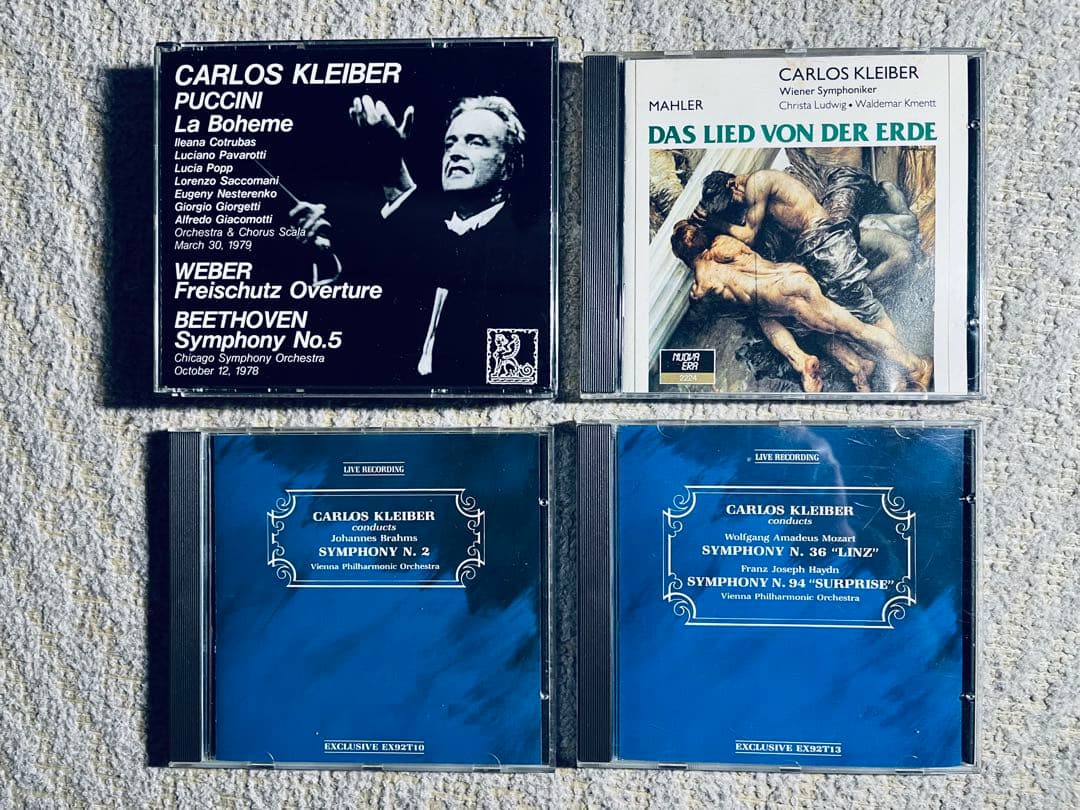 CARLOS KLEIBER
PUCCINI
La Boheme
Ileana Cotrubas
Luciano Pavarotti
Lucia Popp
Lorenzo Saccomani
Eugeny Nesterenko
Giorgio Giorgetti
Alfredo Giacomotti
Orchestra & Chorus Scala
March 30, 1979
WEBER
Freischutz Overture
BEETHOVEN
Symphony No.5
Chicago Symphony Orchestra
October 12, 1978
CARLOS KLEIBER
Wiener Symphoniker
MAHLER
Christa Ludwig • Waldemar Kmentt
DAS LIED VON DER ERDE
NUOVA
ERA
2224
LIVE RECORDING
CARLOS KLEIBER
conducts
Johannes Brahms
SYMPHONY N. 2
Vienna Philharmonic Orchestra
EXCLUSIVE EX92T10
LIVE RECORDING
CARLOS KLEIBER
conducts
Wolfgang Amadeus Mozart
SYMPHONY N. 36 “LINZ”
Franz Joseph Haydn
SYMPHONY N. 94 “SURPRISE”
Vienna Philharmonic Orchestra
EXCLUSIVE EX92T13